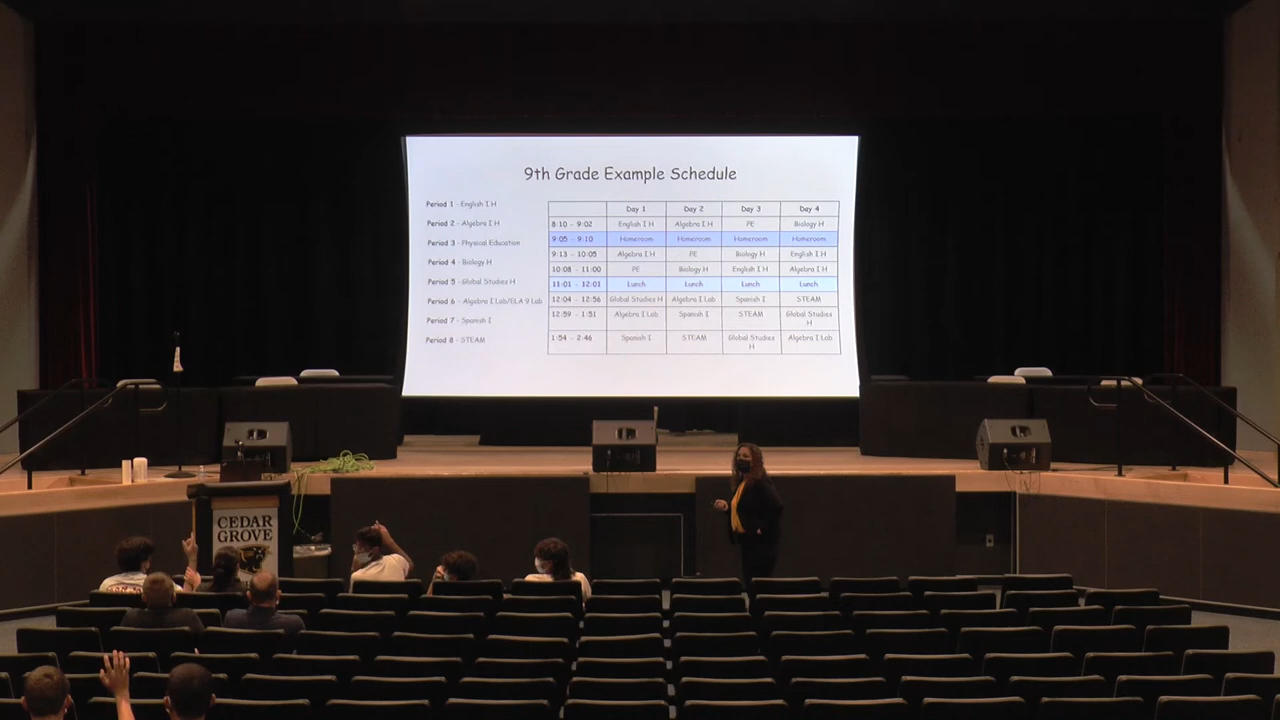 9th Grade Example Schedule
Period 1 - English I H
Period 2 - Algebra I H
Period 3 - Physical Education
Period 4 - Biology H
Period 5 - Global Studies H
Period 6 - Algebra I Lab/ELA 9 Lab
Period 7 - Spanish I
Period 8 - STEAM
Day 1 Day 2 Day 3 Day 4
8:10 - 9:02 English I H Algebra I H PE Biology H
9:05 - 9:10 Homeroom Homeroom Homeroom Homeroom
9:13 - 10:05 Algebra I H PE Biology H English I H
10:08 - 11:00 PE Biology H English I H Algebra I H
11:01 - 12:01 Lunch Lunch Lunch Lunch
12:04 - 12:56 Global Studies H Algebra I Lab Spanish I STEAM
12:59 - 1:51 Algebra I Lab Spanish I STEAM Global Studies
H
1:54 - 2:46 Spanish I STEAM Global Studies Algebra I Lab
H
CEDAR
GROVE